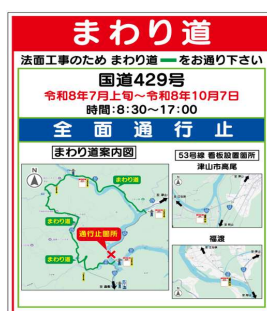 まわり道
法面工事のため まわり道 ━ をお通り下さい
国道429号
令和8年7月上旬～令和8年10月7日
時間:8:30～17:00
全面通行止
まわり道案内図
53号線 看板設置箇所
津山市高尾
まわり道
まわり道
通行止箇所
まわり道
福渡